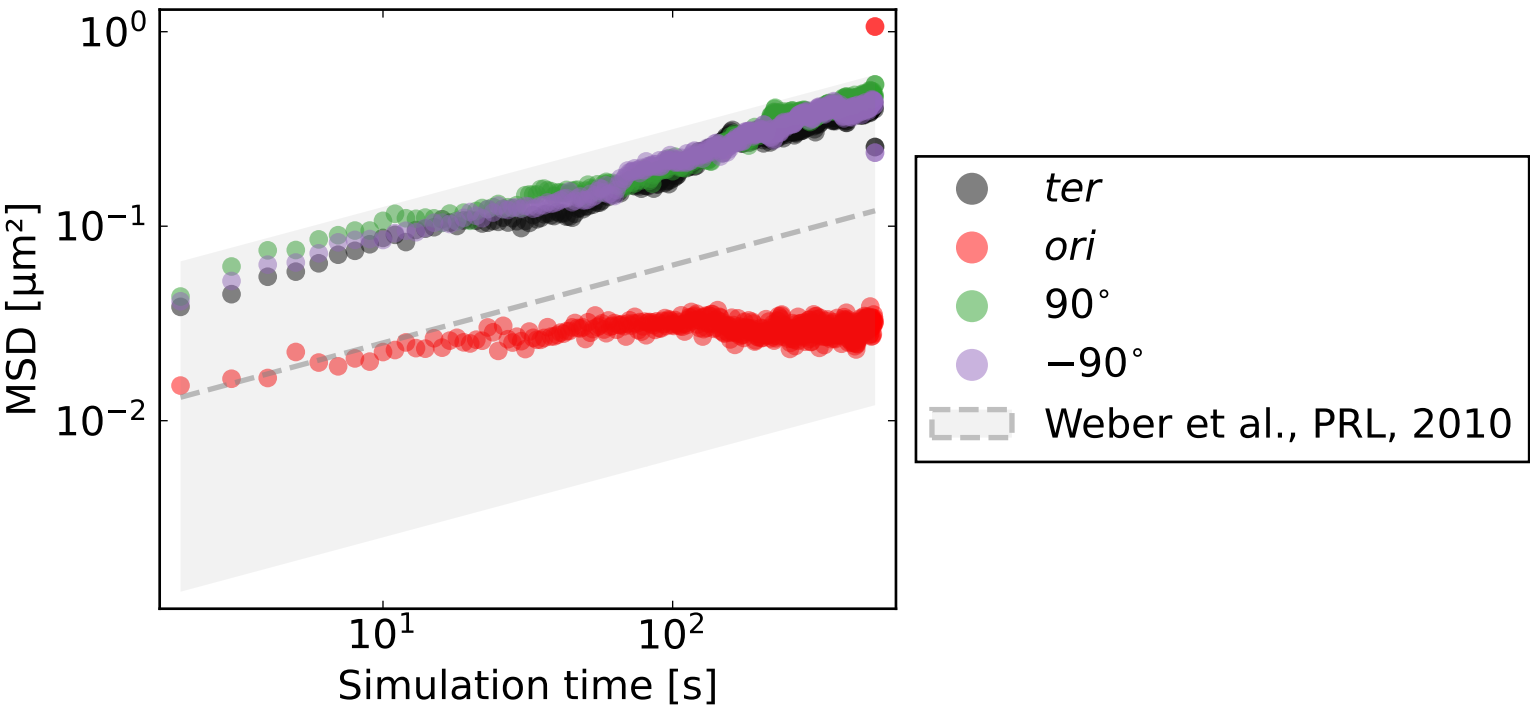 10⁰
10⁻¹
10⁻²
MSD [µm²]
10¹
10²
Simulation time [s]
ter
ori
90°
−90°
Weber et al., PRL, 2010